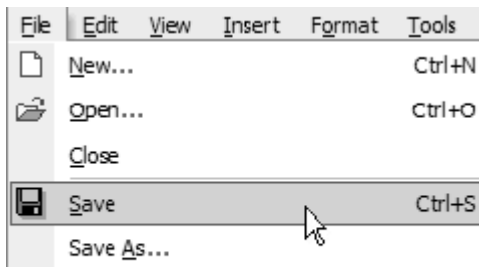 File Edit View Insert Format Tools
New... Ctrl+N
Open... Ctrl+O
Close
Save Ctrl+S
Save As...